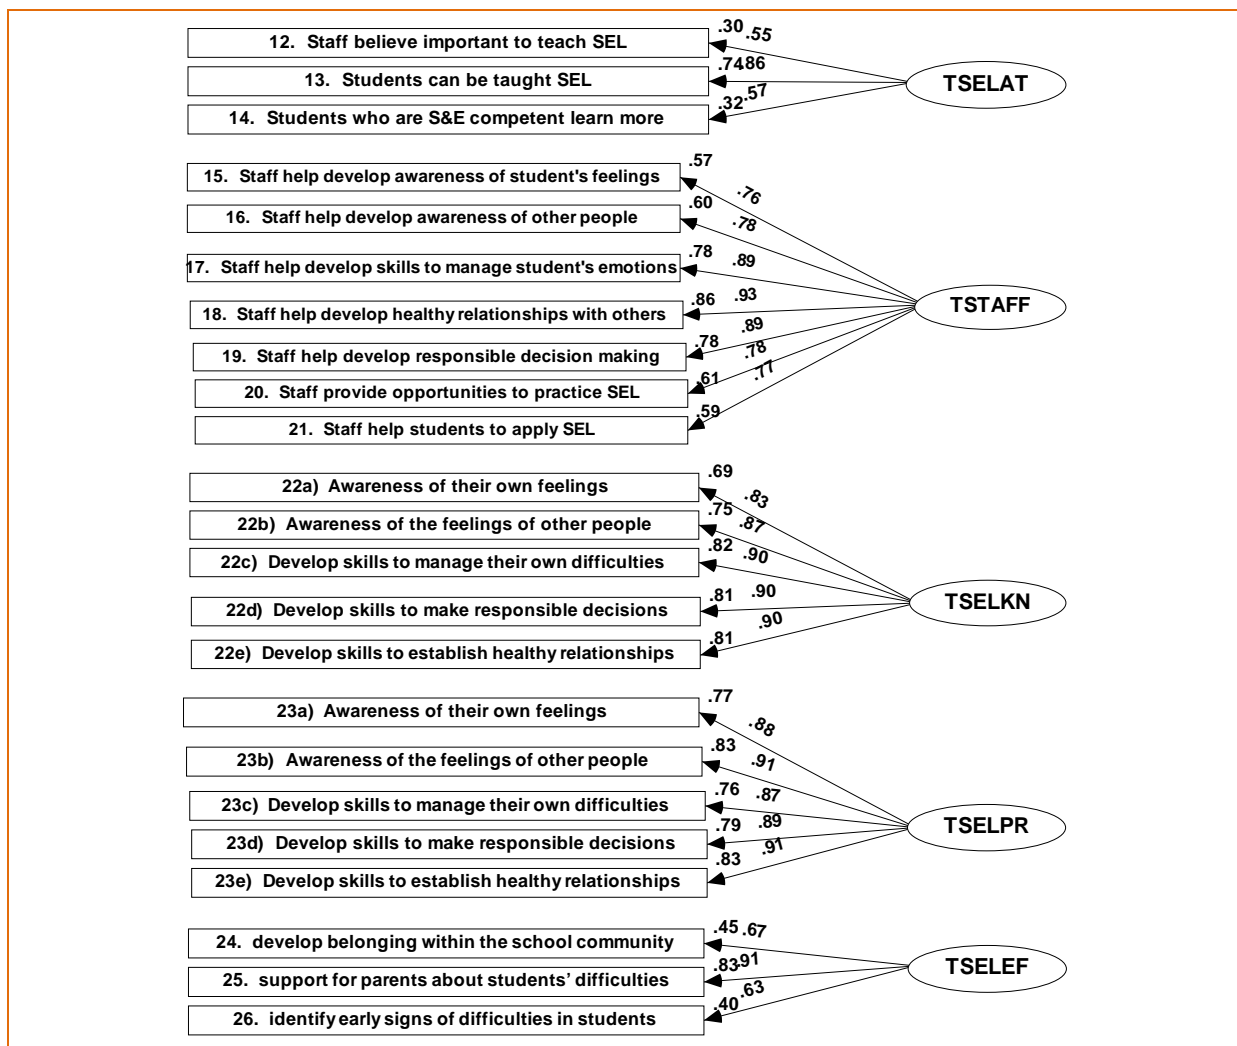 .30 .55
12. Staff believe important to teach SEL
.74 .86
13. Students can be taught SEL
TSELAT
.32 .57
14. Students who are S&E competent learn more
.57
15. Staff help develop awareness of student's feelings
.76
.60
16. Staff help develop awareness of other people
.78
.78 .89
17. Staff help develop skills to manage student's emotions
.86 .93
18. Staff help develop healthy relationships with others
TSTAFF
.78 .89
19. Staff help develop responsible decision making
.61 .78
20. Staff provide opportunities to practice SEL
.77
.59
21. Staff help students to apply SEL
.69
22a) Awareness of their own feelings
.83
.75 .87
22b) Awareness of the feelings of other people
.82 .90
22c) Develop skills to manage their own difficulties
.81 .90
22d) Develop skills to make responsible decisions
TSELKN
.81 .90
22e) Develop skills to establish healthy relationships
.77
23a) Awareness of their own feelings
.88
.83 .91
23b) Awareness of the feelings of other people
.76 .87
23c) Develop skills to manage their own difficulties
.79 .89
23d) Develop skills to make responsible decisions
TSELPR
.83 .91
23e) Develop skills to establish healthy relationships
.45 .67
24. develop belonging within the school community
.83 .91
25. support for parents about students’ difficulties
TSELEF
.40 .63
26. identify early signs of difficulties in students